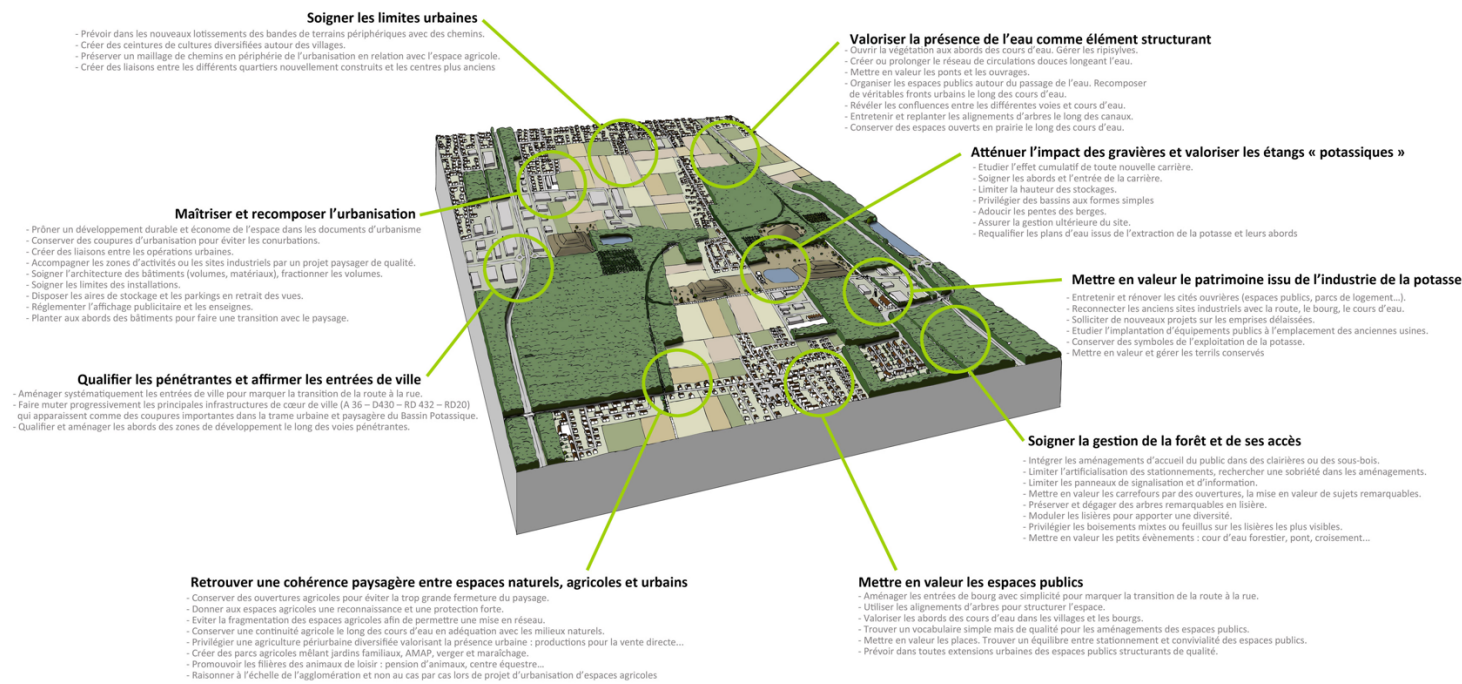 Soigner les limites urbaines
- Prévoir dans les nouveaux lotissements des bandes de terrains périphériques avec des chemins.
- Créer des ceintures de cultures diversifiées autour des villages.
- Préserver un maillage de chemins en périphérie de l'urbanisation en relation avec l'espace agricole.
- Créer des liaisons entre les différents quartiers nouvellement construits et les centres plus anciens
Valoriser la présence de l'eau comme élément structurant
- Ouvrir la végétation aux abords des cours d'eau. Gérer les ripisylves.
- Créer ou prolonger le réseau de circulations douces longeant l'eau.
- Mettre en valeur les ponts et les ouvrages.
- Organiser les espaces publics autour du passage de l'eau. Recomposer
de véritables fronts urbains le long des cours d'eau.
- Révéler les confluences entre les différentes voies et cours d'eau.
- Entretenir et replanter les alignements d'arbres le long des canaux.
- Conserver des espaces ouverts en prairie le long des cours d'eau.
Atténuer l'impact des gravières et valoriser les étangs « potassiques »
- Etudier l'effet cumulatif de toute nouvelle carrière.
- Soigner les abords et l'entrée de la carrière.
- Limiter la hauteur des stockages.
- Privilégier des bassins aux formes simples
- Adoucir les pentes des berges.
- Assurer la gestion ultérieure du site.
- Requalifier les plans d'eau issus de l'extraction de la potasse et leurs abords
Maîtriser et recomposer l'urbanisation
- Prôner un développement durable et économe de l'espace dans les documents d'urbanisme
- Conserver des coupures d'urbanisation pour éviter les conurbations.
- Créer des liaisons entre les opérations urbaines.
- Accompagner les zones d'activités ou les sites industriels par un projet paysager de qualité.
- Soigner l'architecture des bâtiments (volumes, matériaux), fractionner les volumes.
- Soigner les limites des installations.
- Disposer les aires de stockage et les parkings en retrait des vues.
- Réglementer l'affichage publicitaire et les enseignes.
- Planter aux abords des bâtiments pour faire une transition avec le paysage.
Mettre en valeur le patrimoine issu de l'industrie de la potasse
- Entretenir et rénover les cités ouvrières (espaces publics, parcs de logement...).
- Reconnecter les anciens sites industriels avec la route, le bourg, le cours d'eau.
- Solliciter de nouveaux projets sur les emprises délaissées.
- Etudier l'implantation d'équipements publics à l'emplacement des anciennes usines.
- Conserver des symboles de l'exploitation de la potasse.
- Mettre en valeur et gérer les terrils conservés
Qualifier les pénétrantes et affirmer les entrées de ville
- Aménager systématiquement les entrées de ville pour marquer la transition de la route à la rue.
- Faire muter progressivement les principales infrastructures de cœur de ville (A 36 – D430 – RD 432 – RD20)
qui apparaissent comme des coupures importantes dans la trame urbaine et paysagère du Bassin Potassique.
- Qualifier et aménager les abords des zones de développement le long des voies pénétrantes.
Soigner la gestion de la forêt et de ses accès
- Intégrer les aménagements d'accueil du public dans des clairières ou des sous-bois.
- Limiter l'artificialisation des stationnements, rechercher une sobriété dans les aménagements.
- Limiter les panneaux de signalisation et d'information.
- Mettre en valeur les carrefours par des ouvertures, la mise en valeur de sujets remarquables.
- Préserver et dégager des arbres remarquables en lisière.
- Moduler les lisières pour apporter une diversité.
- Privilégier les boisements mixtes ou feuillus sur les lisières les plus visibles.
- Mettre en valeur les petits évènements : cour d'eau forestier, pont, croisement...
Retrouver une cohérence paysagère entre espaces naturels, agricoles et urbains
- Conserver des ouvertures agricoles pour éviter la trop grande fermeture du paysage.
- Donner aux espaces agricoles une reconnaissance et une protection forte.
- Eviter la fragmentation des espaces agricoles afin de permettre une mise en réseau.
- Conserver une continuité agricole le long des cours d'eau en adéquation avec les milieux naturels.
- Privilégier une agriculture périurbaine diversifiée valorisant la présence urbaine : productions pour la vente directe...
- Créer des parcs agricoles mêlant jardins familiaux, AMAP, verger et maraîchage.
- Promouvoir les filières des animaux de loisir : pension d'animaux, centre équestre...
- Raisonner à l'échelle de l'agglomération et non au cas par cas lors de projet d'urbanisation d'espaces agricoles
Mettre en valeur les espaces publics
- Aménager les entrées de bourg avec simplicité pour marquer la transition de la route à la rue.
- Utiliser les alignements d'arbres pour structurer l'espace.
- Valoriser les abords des cours d'eau dans les villages et les bourgs.
- Trouver un vocabulaire simple mais de qualité pour les aménagements des espaces publics.
- Mettre en valeur les places. Trouver un équilibre entre stationnement et convivialité des espaces publics.
- Prévoir dans toutes extensions urbaines des espaces publics structurants de qualité.